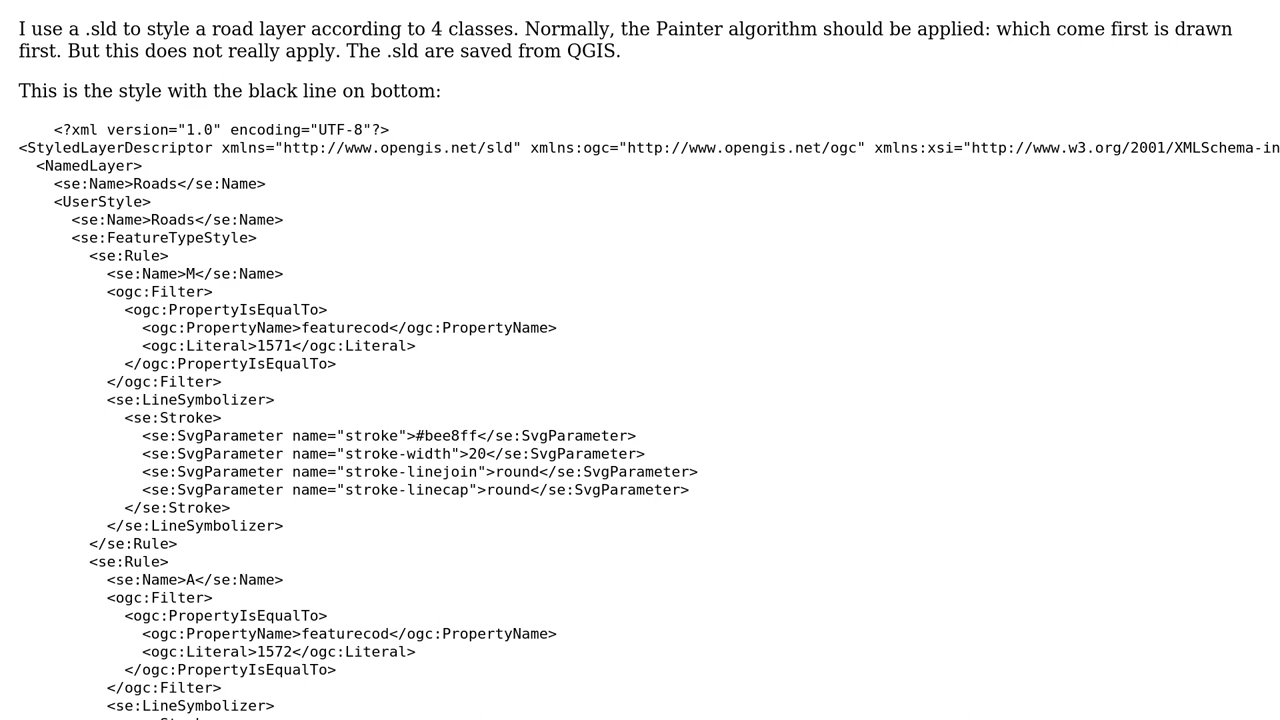 I use a .sld to style a road layer according to 4 classes. Normally, the Painter algorithm should be applied: which come first is drawn
first. But this does not really apply. The .sld are saved from QGIS.
This is the style with the black line on bottom:
<?xml version="1.0" encoding="UTF-8"?>
<StyledLayerDescriptor xmlns="http://www.opengis.net/sld" xmlns:ogc="http://www.opengis.net/ogc" xmlns:xsi="http://www.w3.org/2001/XMLSchema-in
<NamedLayer>
<se:Name>Roads</se:Name>
<UserStyle>
<se:Name>Roads</se:Name>
<se:FeatureTypeStyle>
<se:Rule>
<se:Name>M</se:Name>
<ogc:Filter>
<ogc:PropertyIsEqualTo>
<ogc:PropertyName>featurecod</ogc:PropertyName>
<ogc:Literal>1571</ogc:Literal>
</ogc:PropertyIsEqualTo>
</ogc:Filter>
<se:LineSymbolizer>
<se:Stroke>
<se:SvgParameter name="stroke">#bee8ff</se:SvgParameter>
<se:SvgParameter name="stroke-width">20</se:SvgParameter>
<se:SvgParameter name="stroke-linejoin">round</se:SvgParameter>
<se:SvgParameter name="stroke-linecap">round</se:SvgParameter>
</se:Stroke>
</se:LineSymbolizer>
</se:Rule>
<se:Rule>
<se:Name>A</se:Name>
<ogc:Filter>
<ogc:PropertyIsEqualTo>
<ogc:PropertyName>featurecod</ogc:PropertyName>
<ogc:Literal>1572</ogc:Literal>
</ogc:PropertyIsEqualTo>
</ogc:Filter>
<se:LineSymbolizer>